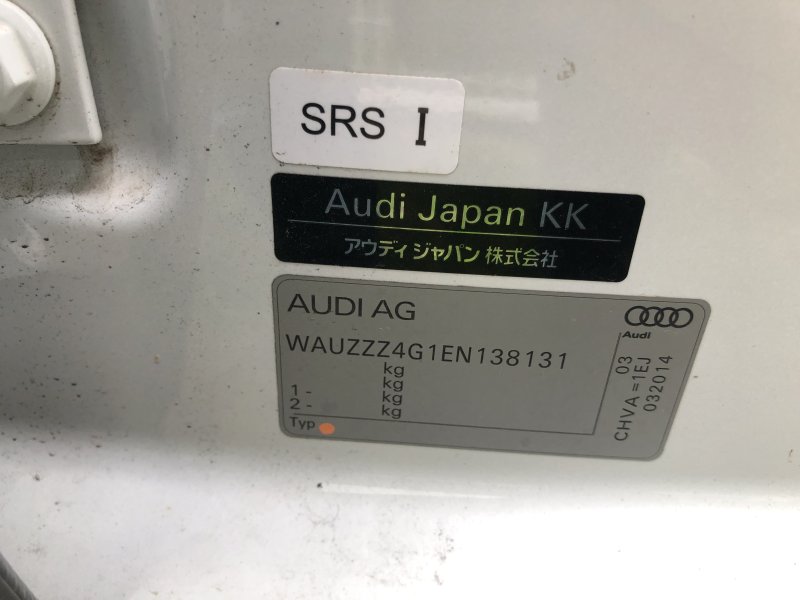 SRS I
Audi Japan KK
アウディ ジャパン 株式会社
AUDI AG
Audi
WAUZZZ4G1EN138131
kg
1 - kg
2 - kg
kg
Typ
03
CHVA =1EJ
032014